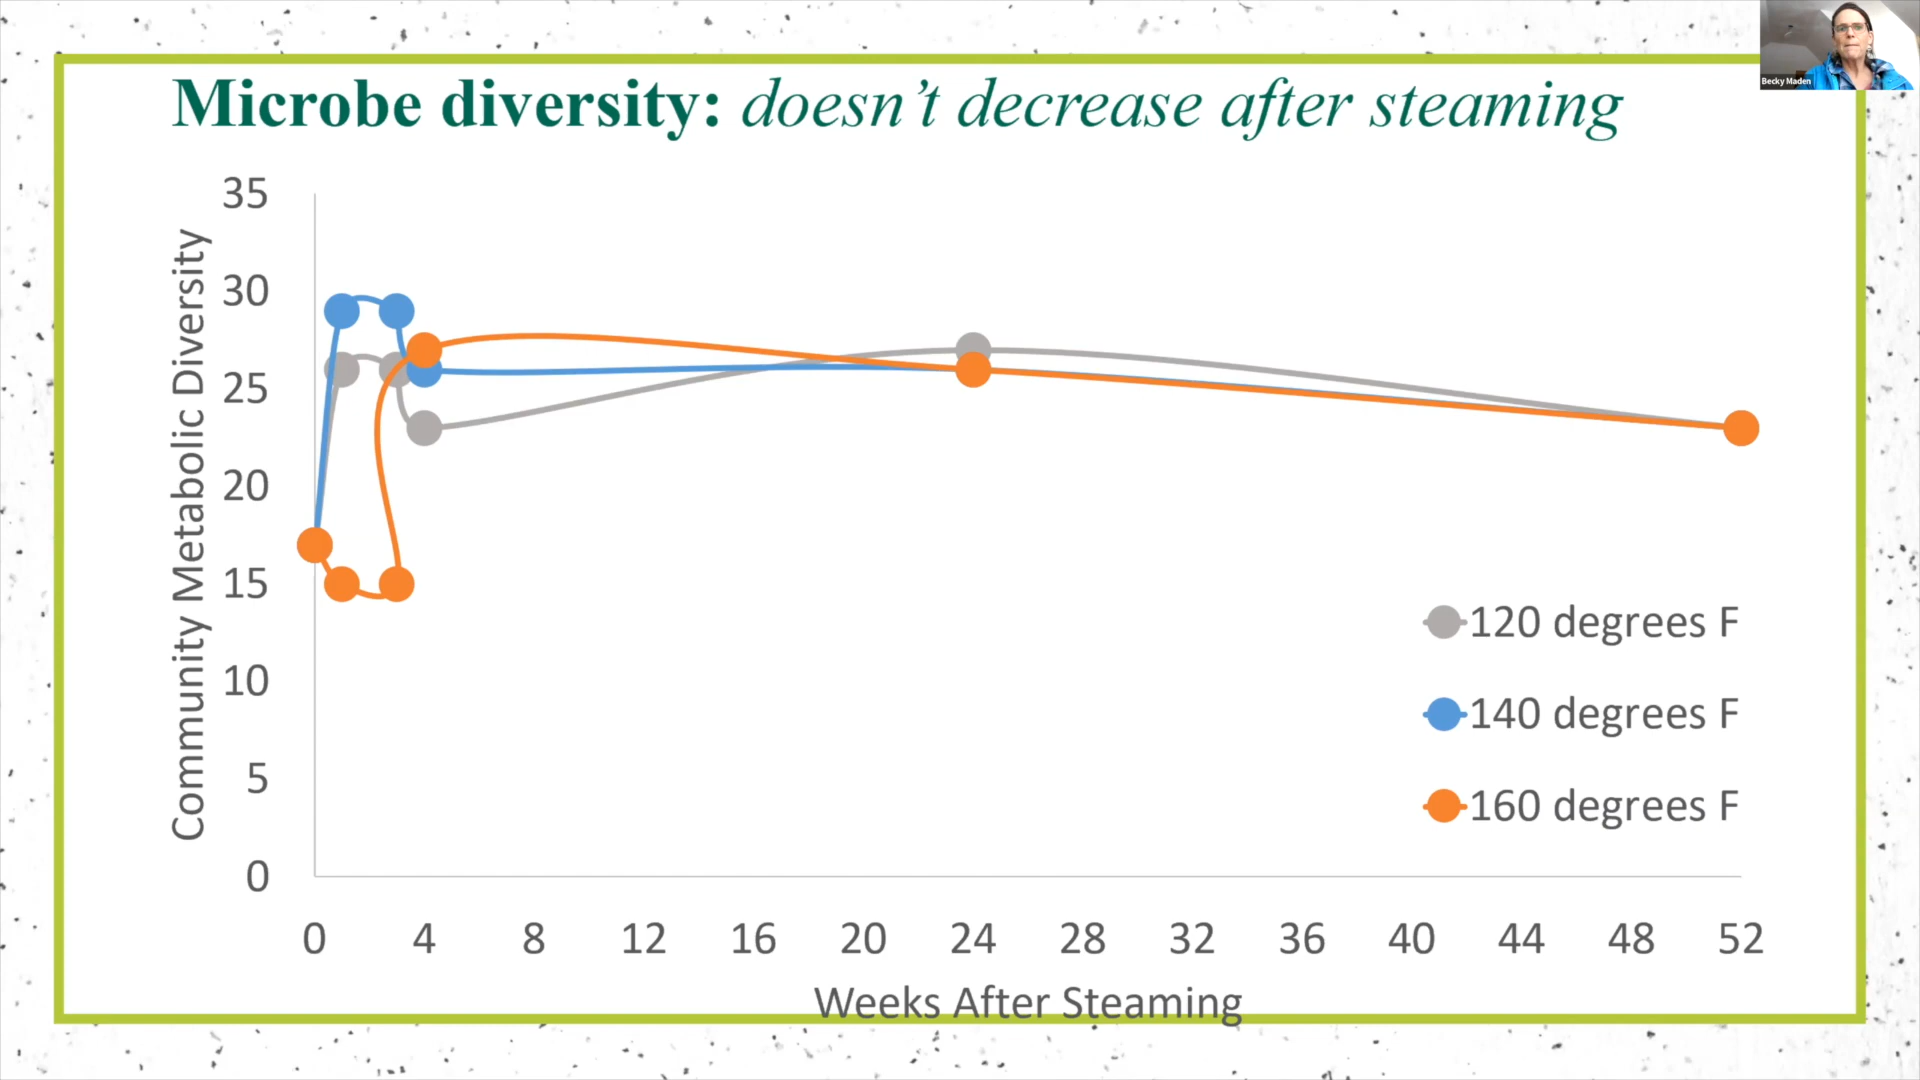 Becky Maden
Microbe diversity: doesn't decrease after steaming
Community Metabolic Diversity
35
30
25
20
15
10
5
0
120 degrees F
140 degrees F
160 degrees F
0 4 8 12 16 20 24 28 32 36 40 44 48 52
Weeks After Steaming